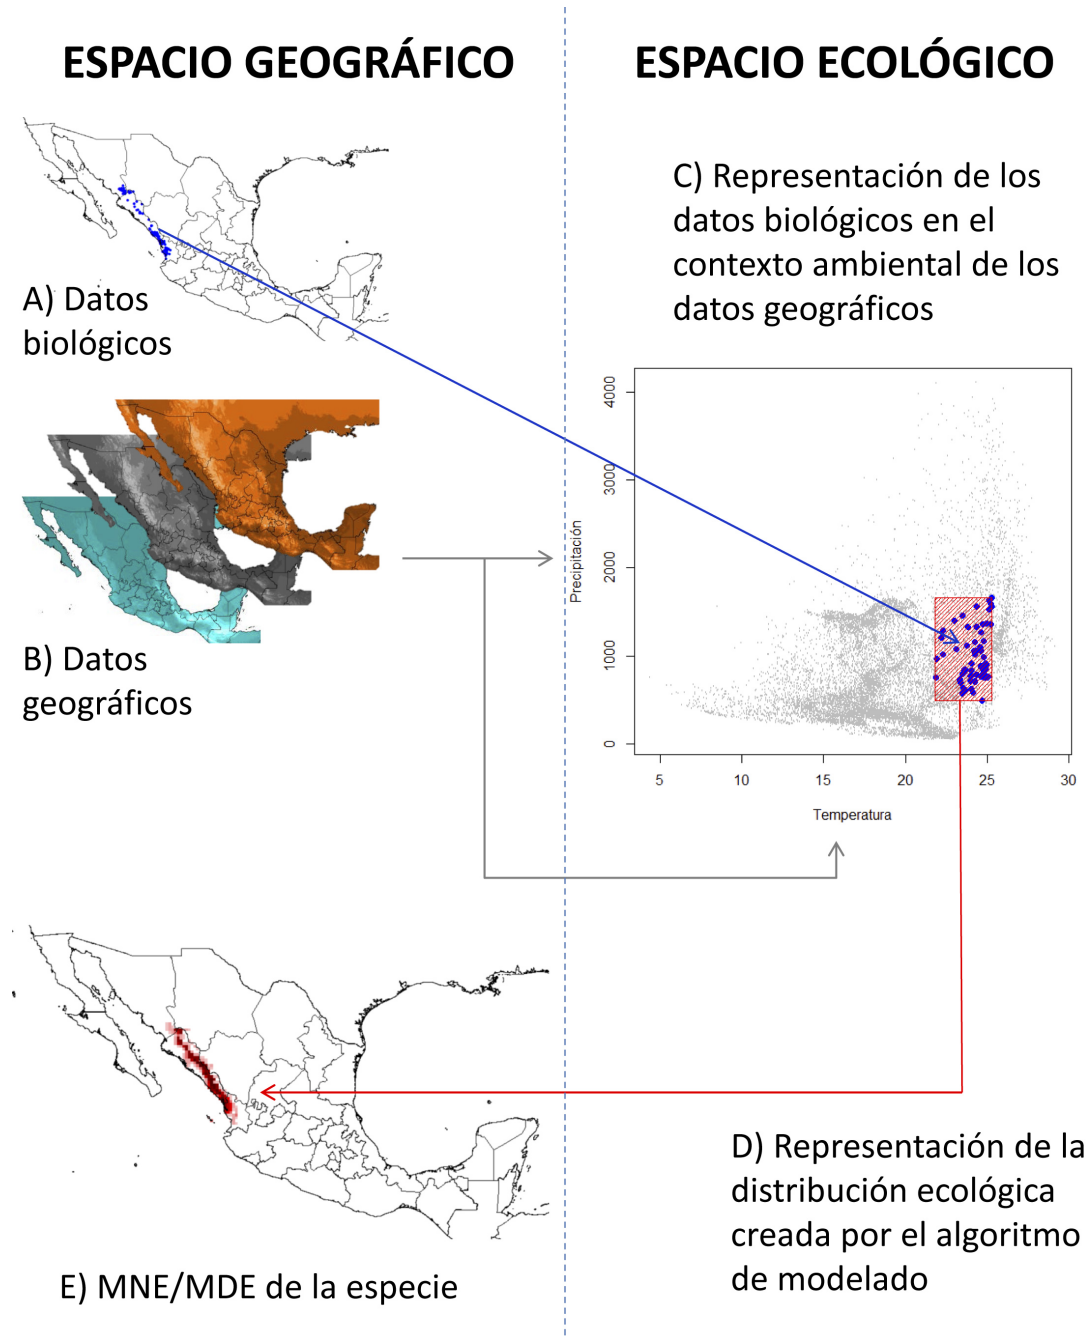 ESPACIO GEOGRÁFICO
ESPACIO ECOLÓGICO
A) Datos
biológicos
B) Datos
geográficos
C) Representación de los
datos biológicos en el
contexto ambiental de los
datos geográficos
Precipitación
4000
3000
2000
1000
0
5
10
15
20
25
30
Temperatura
D) Representación de la
distribución ecológica
creada por el algoritmo
de modelado
E) MNE/MDE de la especie